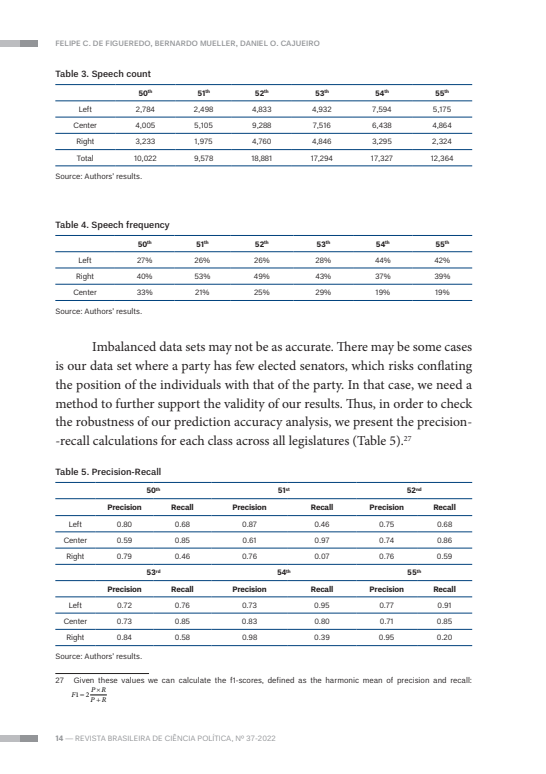 FELIPE C. DE FIGUEREDO, BERNARDO MUELLER, DANIEL O. CAJUEIRO
Table 3. Speech count
50th 51th 52th 53th 54th 55th
Left 2,784 2,498 4,833 4,932 7,594 5,175
Center 4,005 5,105 9,288 7,516 6,438 4,864
Right 3,233 1,975 4,760 4,846 3,295 2,324
Total 10,022 9,578 18,881 17,294 17,327 12,364
Source: Authors' results.
Table 4. Speech frequency
50th 51th 52th 53th 54th 55th
Left 27% 26% 26% 28% 44% 42%
Right 40% 53% 49% 43% 37% 39%
Center 33% 21% 25% 29% 19% 19%
Source: Authors' results.
Imbalanced data sets may not be as accurate. There may be some cases
is our data set where a party has few elected senators, which risks conflating
the position of the individuals with that of the party. In that case, we need a
method to further support the validity of our results. Thus, in order to check
the robustness of our prediction accuracy analysis, we present the precision-
-recall calculations for each class across all legislatures (Table 5).27
Table 5. Precision-Recall
50th 51st 52nd
Precision Recall Precision Recall Precision Recall
Left 0.80 0.68 0.87 0.46 0.75 0.68
Center 0.59 0.85 0.61 0.97 0.74 0.86
Right 0.79 0.46 0.76 0.07 0.76 0.59
53rd 54th 55th
Precision Recall Precision Recall Precision Recall
Left 0.72 0.76 0.73 0.95 0.77 0.91
Center 0.73 0.85 0.83 0.80 0.71 0.85
Right 0.84 0.58 0.98 0.39 0.95 0.20
Source: Authors' results.
27 Given these values we can calculate the f1-scores, defined as the harmonic mean of precision and recall:
F1=2 P×R / P+R
14 — REVISTA BRASILEIRA DE CIÊNCIA POLÍTICA, Nº 37-2022